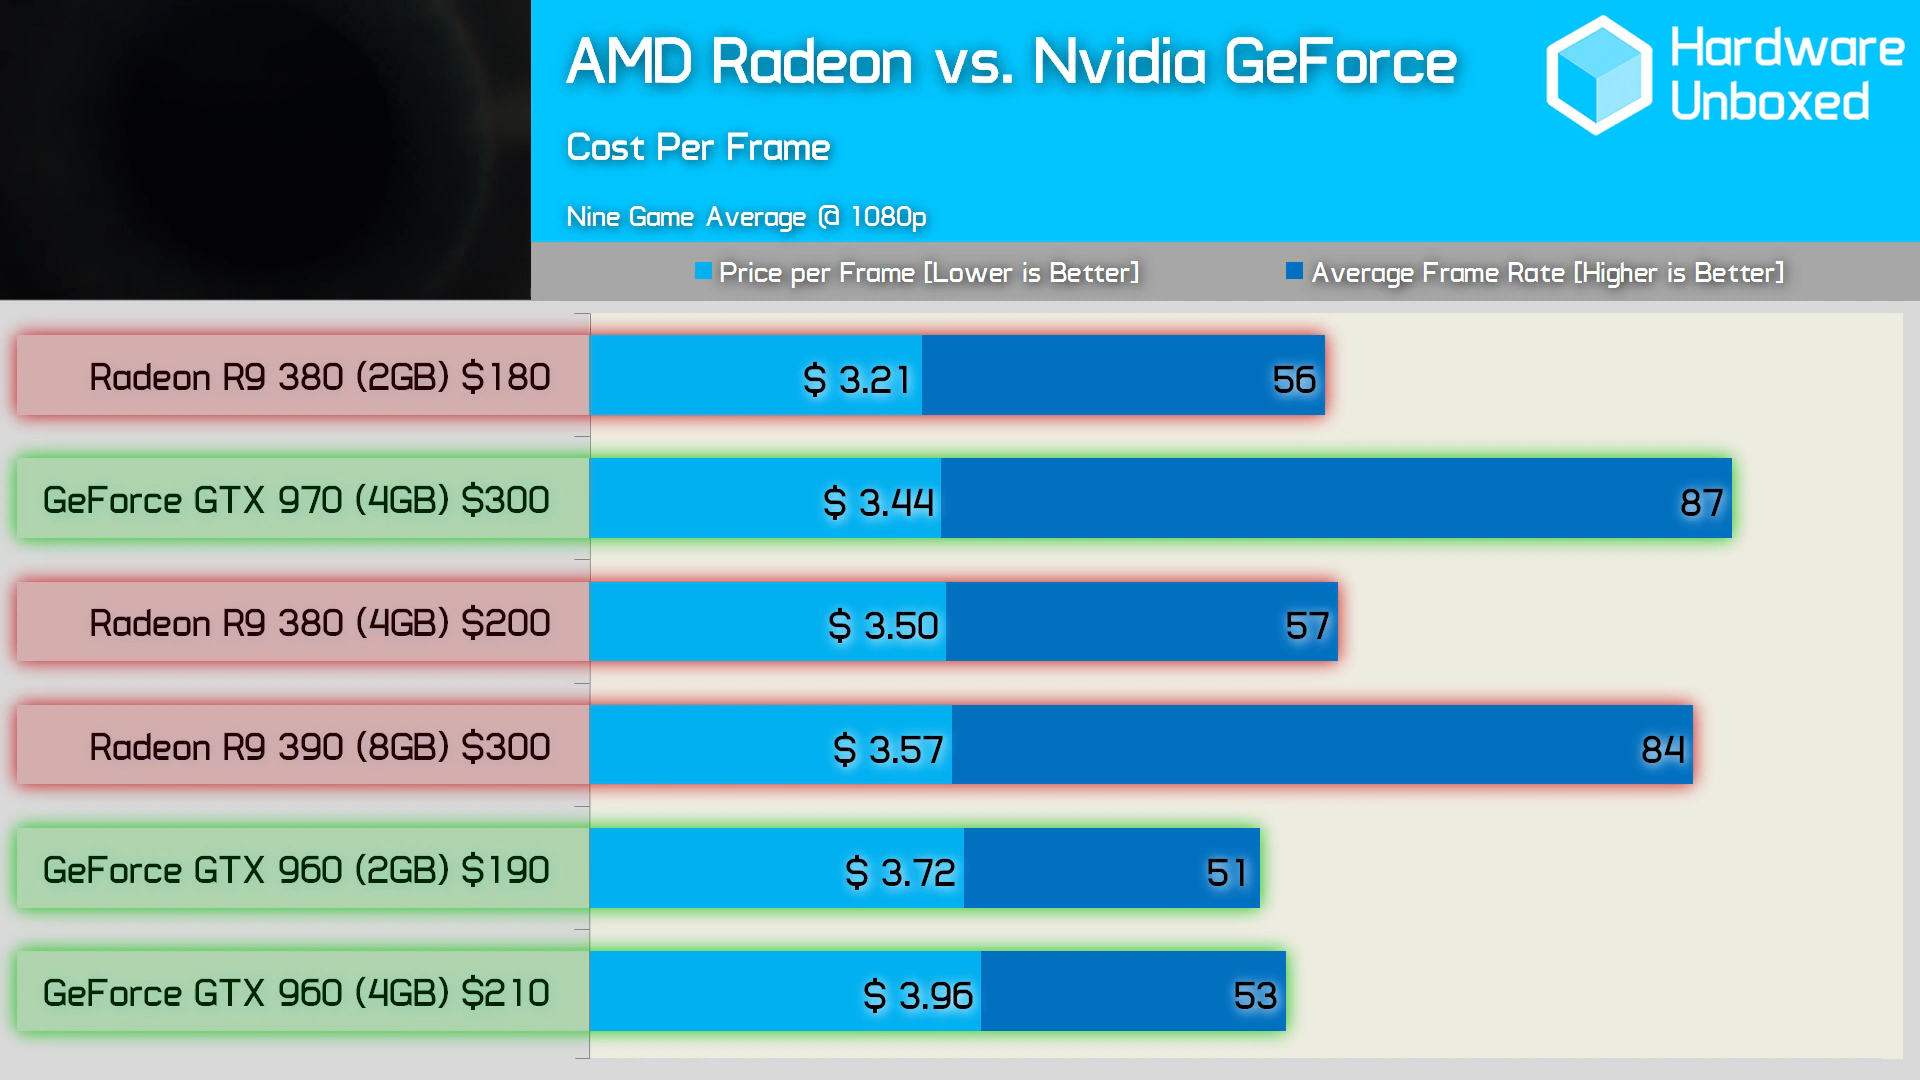 AMD Radeon vs. Nvidia GeForce
Hardware
Unboxed
Cost Per Frame
Nine Game Average @ 1080p
Price per Frame [Lower is Better]
Average Frame Rate [Higher is Better]
Radeon R9 380 (2GB) $180
$ 3.21
56
GeForce GTX 970 (4GB) $300
$ 3.44
87
Radeon R9 380 (4GB) $200
$ 3.50
57
Radeon R9 390 (8GB) $300
$ 3.57
84
GeForce GTX 960 (2GB) $190
$ 3.72
51
GeForce GTX 960 (4GB) $210
$ 3.96
53